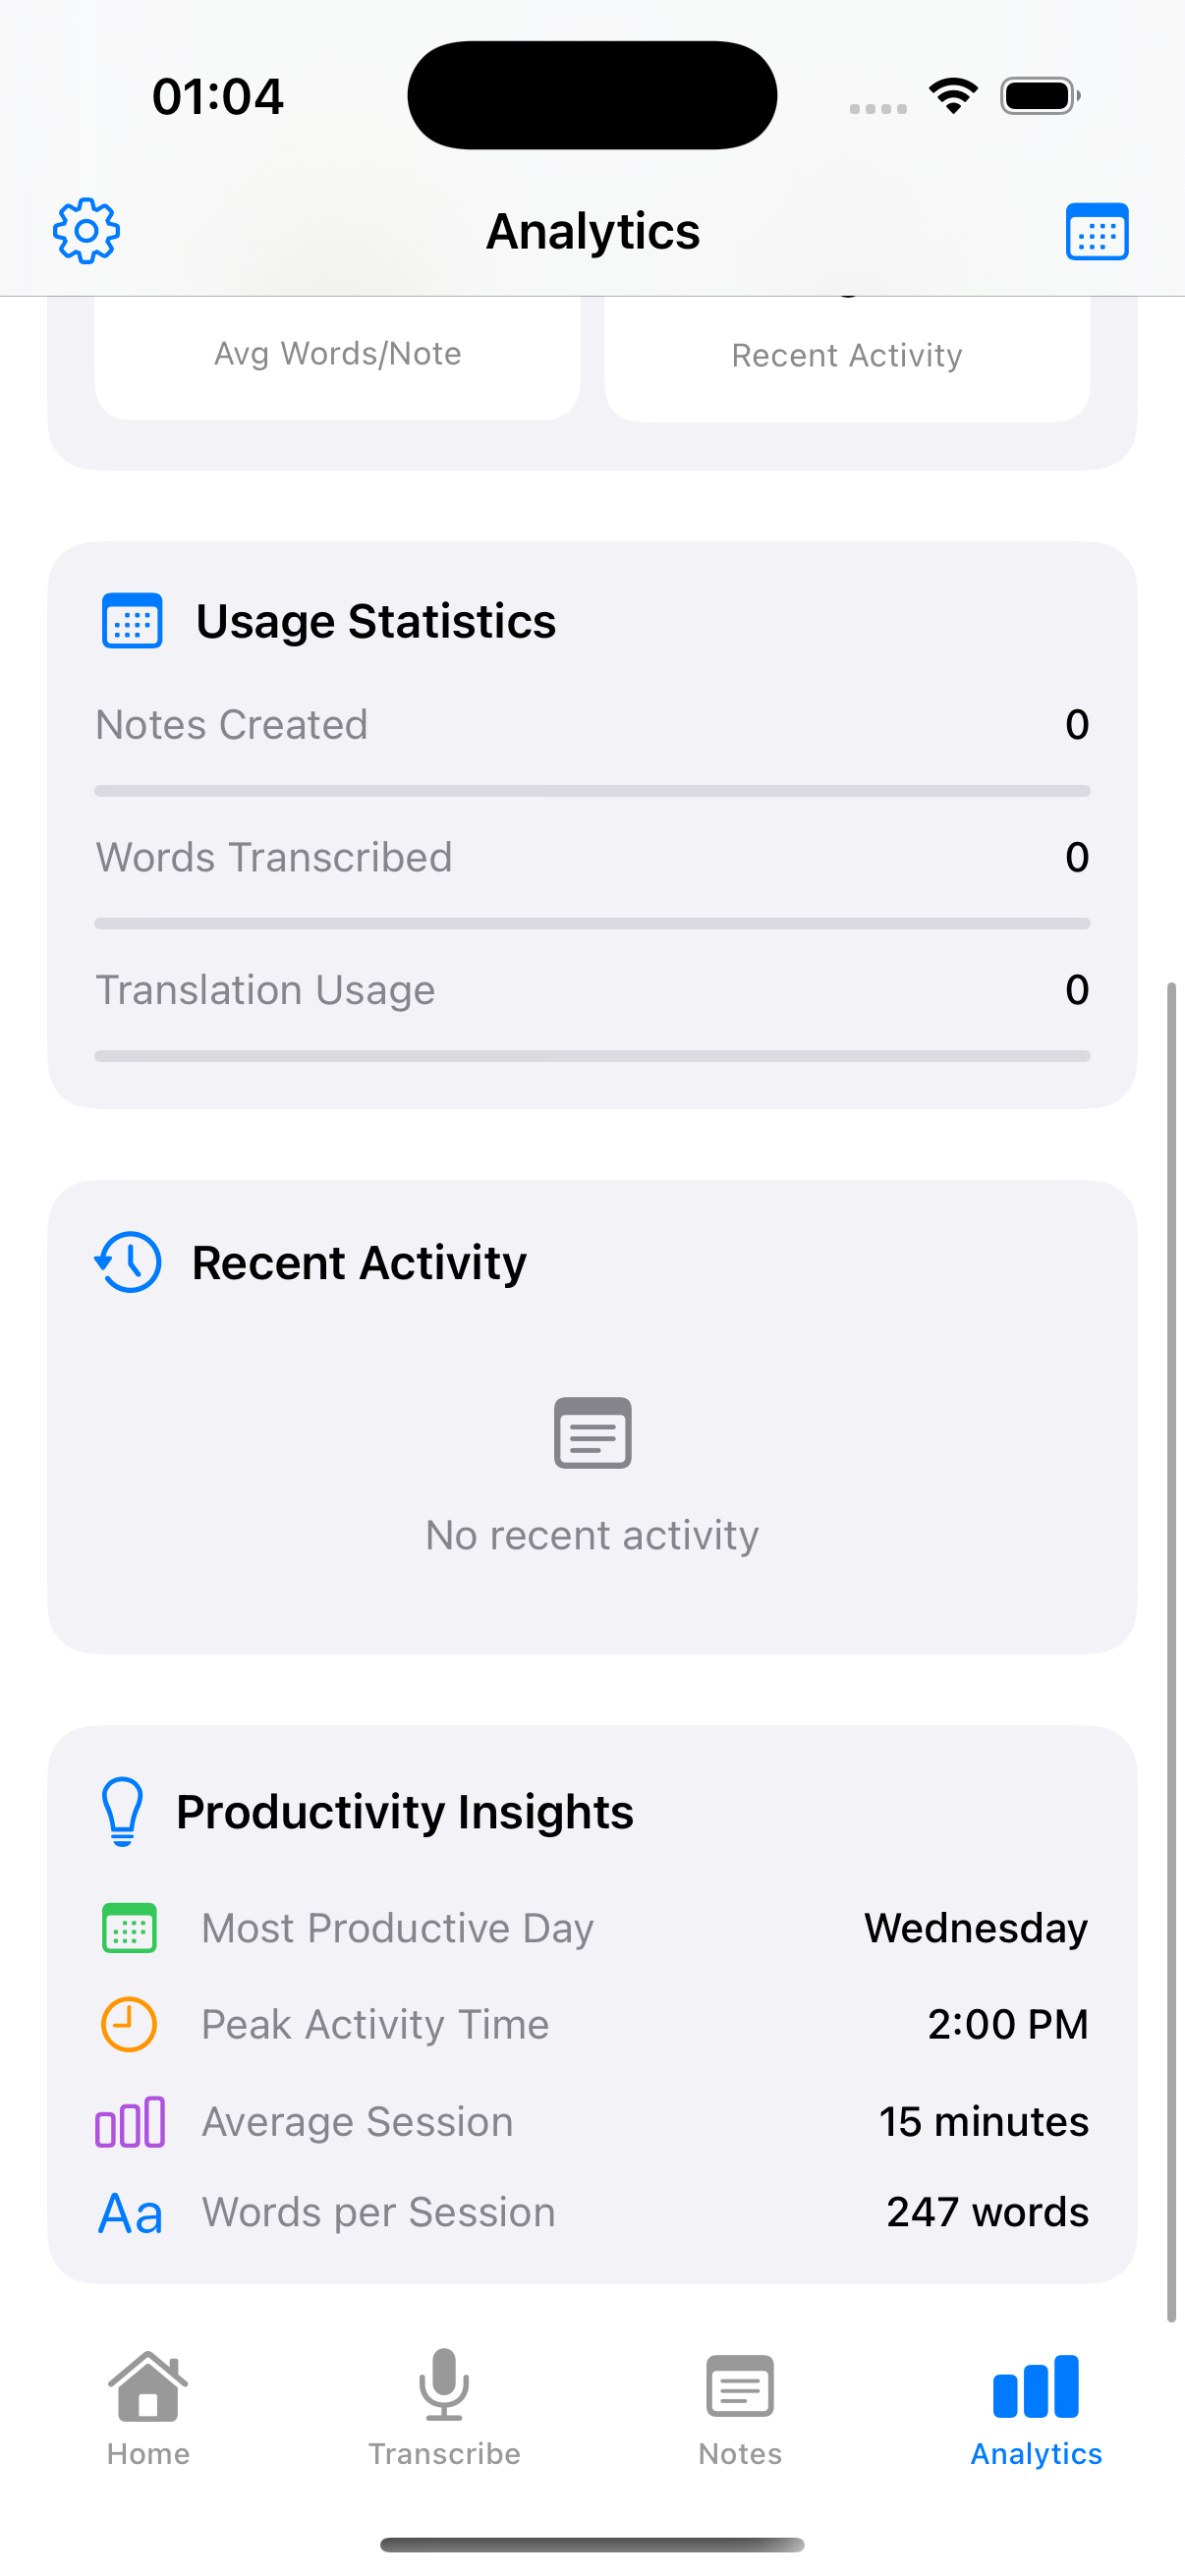 01:04
Analytics
Avg Words/Note
Recent Activity
Usage Statistics
Notes Created 0
Words Transcribed 0
Translation Usage 0
Recent Activity
No recent activity
Productivity Insights
Most Productive Day Wednesday
Peak Activity Time 2:00 PM
Average Session 15 minutes
Aa Words per Session 247 words
Home Transcribe Notes Analytics